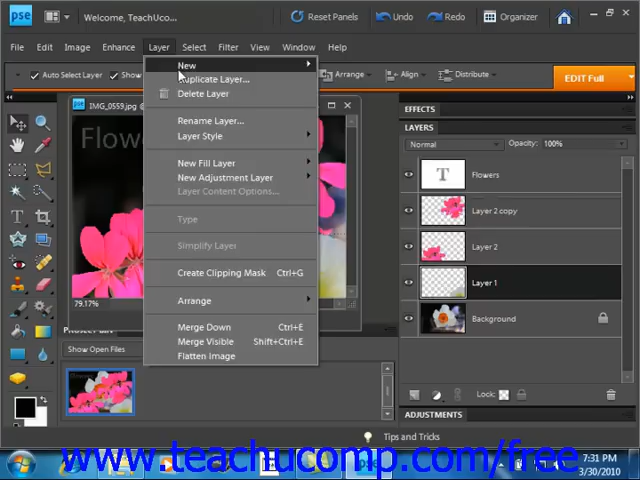 pse
Welcome, TeachUco...
Reset Panels
Undo
Redo
Organizer
File Edit Image Enhance Layer Select Filter View Window Help
Auto Select Layer
Show
Arrange
Align
Distribute
EDIT Full
IMG_0559.jpg
Flower
79.17%
New
Duplicate Layer...
Delete Layer
Rename Layer...
Layer Style
New Fill Layer
New Adjustment Layer
Layer Content Options...
Type
Simplify Layer
Create Clipping Mask Ctrl+G
Arrange
Merge Down Ctrl+E
Merge Visible Shift+Ctrl+E
Flatten Image
EFFECTS
LAYERS
Normal
Opacity: 100%
T
Flowers
Layer 2 copy
Layer 2
Layer 1
Background
Lock:
ADJUSTMENTS
Show Open Files
Tips and Tricks
7:31 PM
3/30/2010
www.teachucomp.com/free